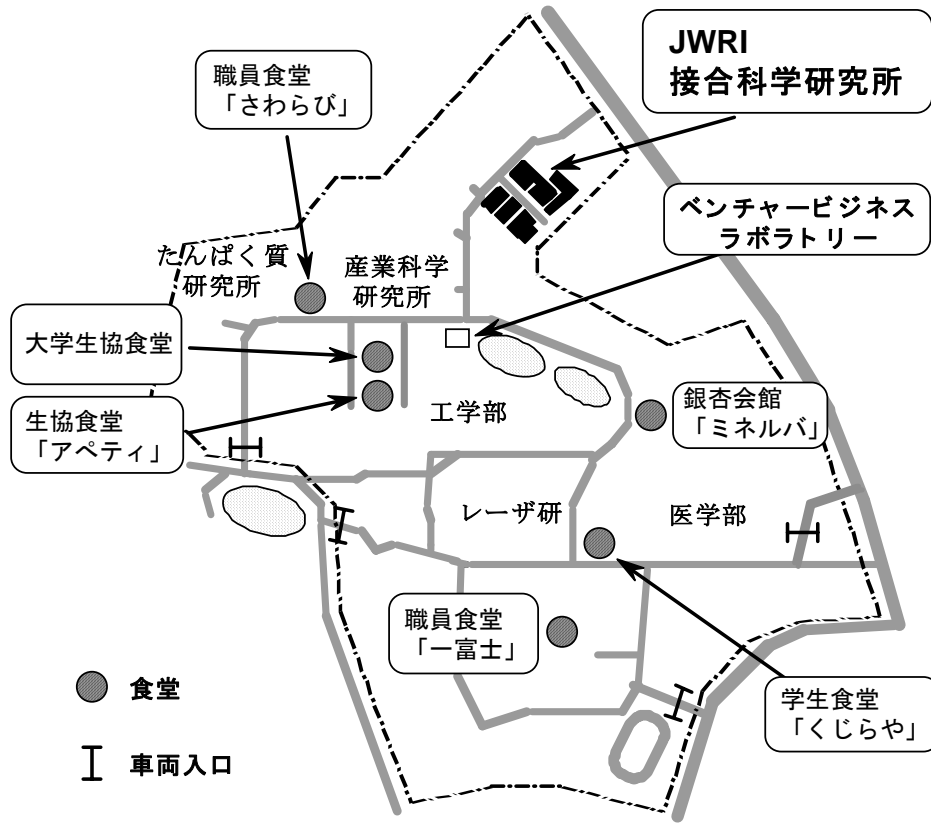 JWRI
接合科学研究所
職員食堂
「さわらび」
ベンチャービジネス
ラボラトリー
たんぱく質
研究所
産業科学
研究所
大学生協食堂
生協食堂
「アペティ」
工学部
銀杏会館
「ミネルバ」
レーザ研
医学部
職員食堂
「一富士」
学生食堂
「くじらや」
食堂
車両入口